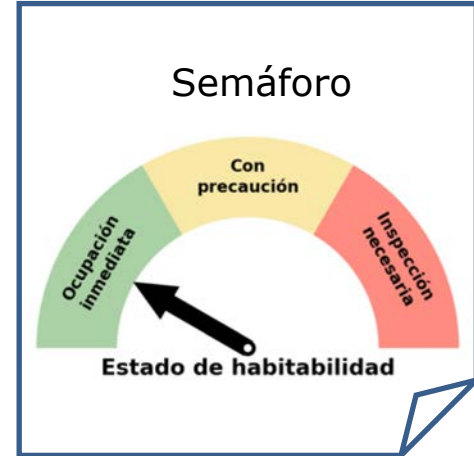 Semáforo
Con
precaución
Ocupación
inmediata
Inspección
necesaria
Estado de habitabilidad